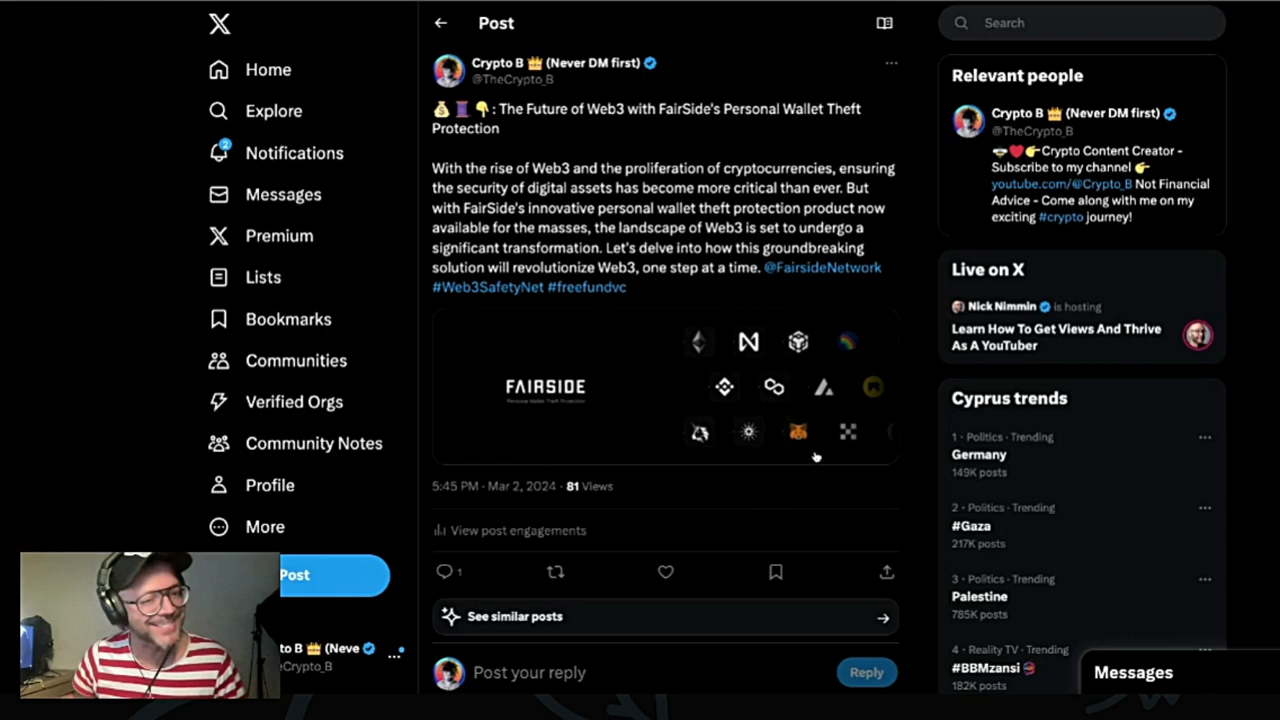 Home
Explore
2
Notifications
Messages
Premium
Lists
Bookmarks
Communities
Verified Orgs
Community Notes
Profile
More
Post
to B 👑 (Neve
eCrypto_B
Post
Crypto B 👑 (Never DM first)
@TheCrypto_B
💰🧵👇: The Future of Web3 with FairSide's Personal Wallet Theft
Protection
With the rise of Web3 and the proliferation of cryptocurrencies, ensuring
the security of digital assets has become more critical than ever. But
with FairSide's innovative personal wallet theft protection product now
available for the masses, the landscape of Web3 is set to undergo a
significant transformation. Let's delve into how this groundbreaking
solution will revolutionize Web3, one step at a time. @FairsideNetwork
#Web3SafetyNet #freefundvc
FAIRSIDE
Personal Wallet Theft Protection
5:45 PM · Mar 2, 2024 · 81 Views
View post engagements
1
See similar posts
Post your reply
Reply
Search
Relevant people
Crypto B 👑 (Never DM first)
@TheCrypto_B
👉Crypto Content Creator -
Subscribe to my channel 👉
youtube.com/@Crypto_B Not Financial
Advice - Come along with me on my
exciting #crypto journey!
Live on X
Nick Nimmin is hosting
Learn How To Get Views And Thrive
As A YouTuber
Cyprus trends
1 · Politics · Trending
Germany
149K posts
2 · Politics · Trending
#Gaza
217K posts
3 · Politics · Trending
Palestine
785K posts
4 · Reality TV · Trending
#BBMzansi
182K posts
Messages